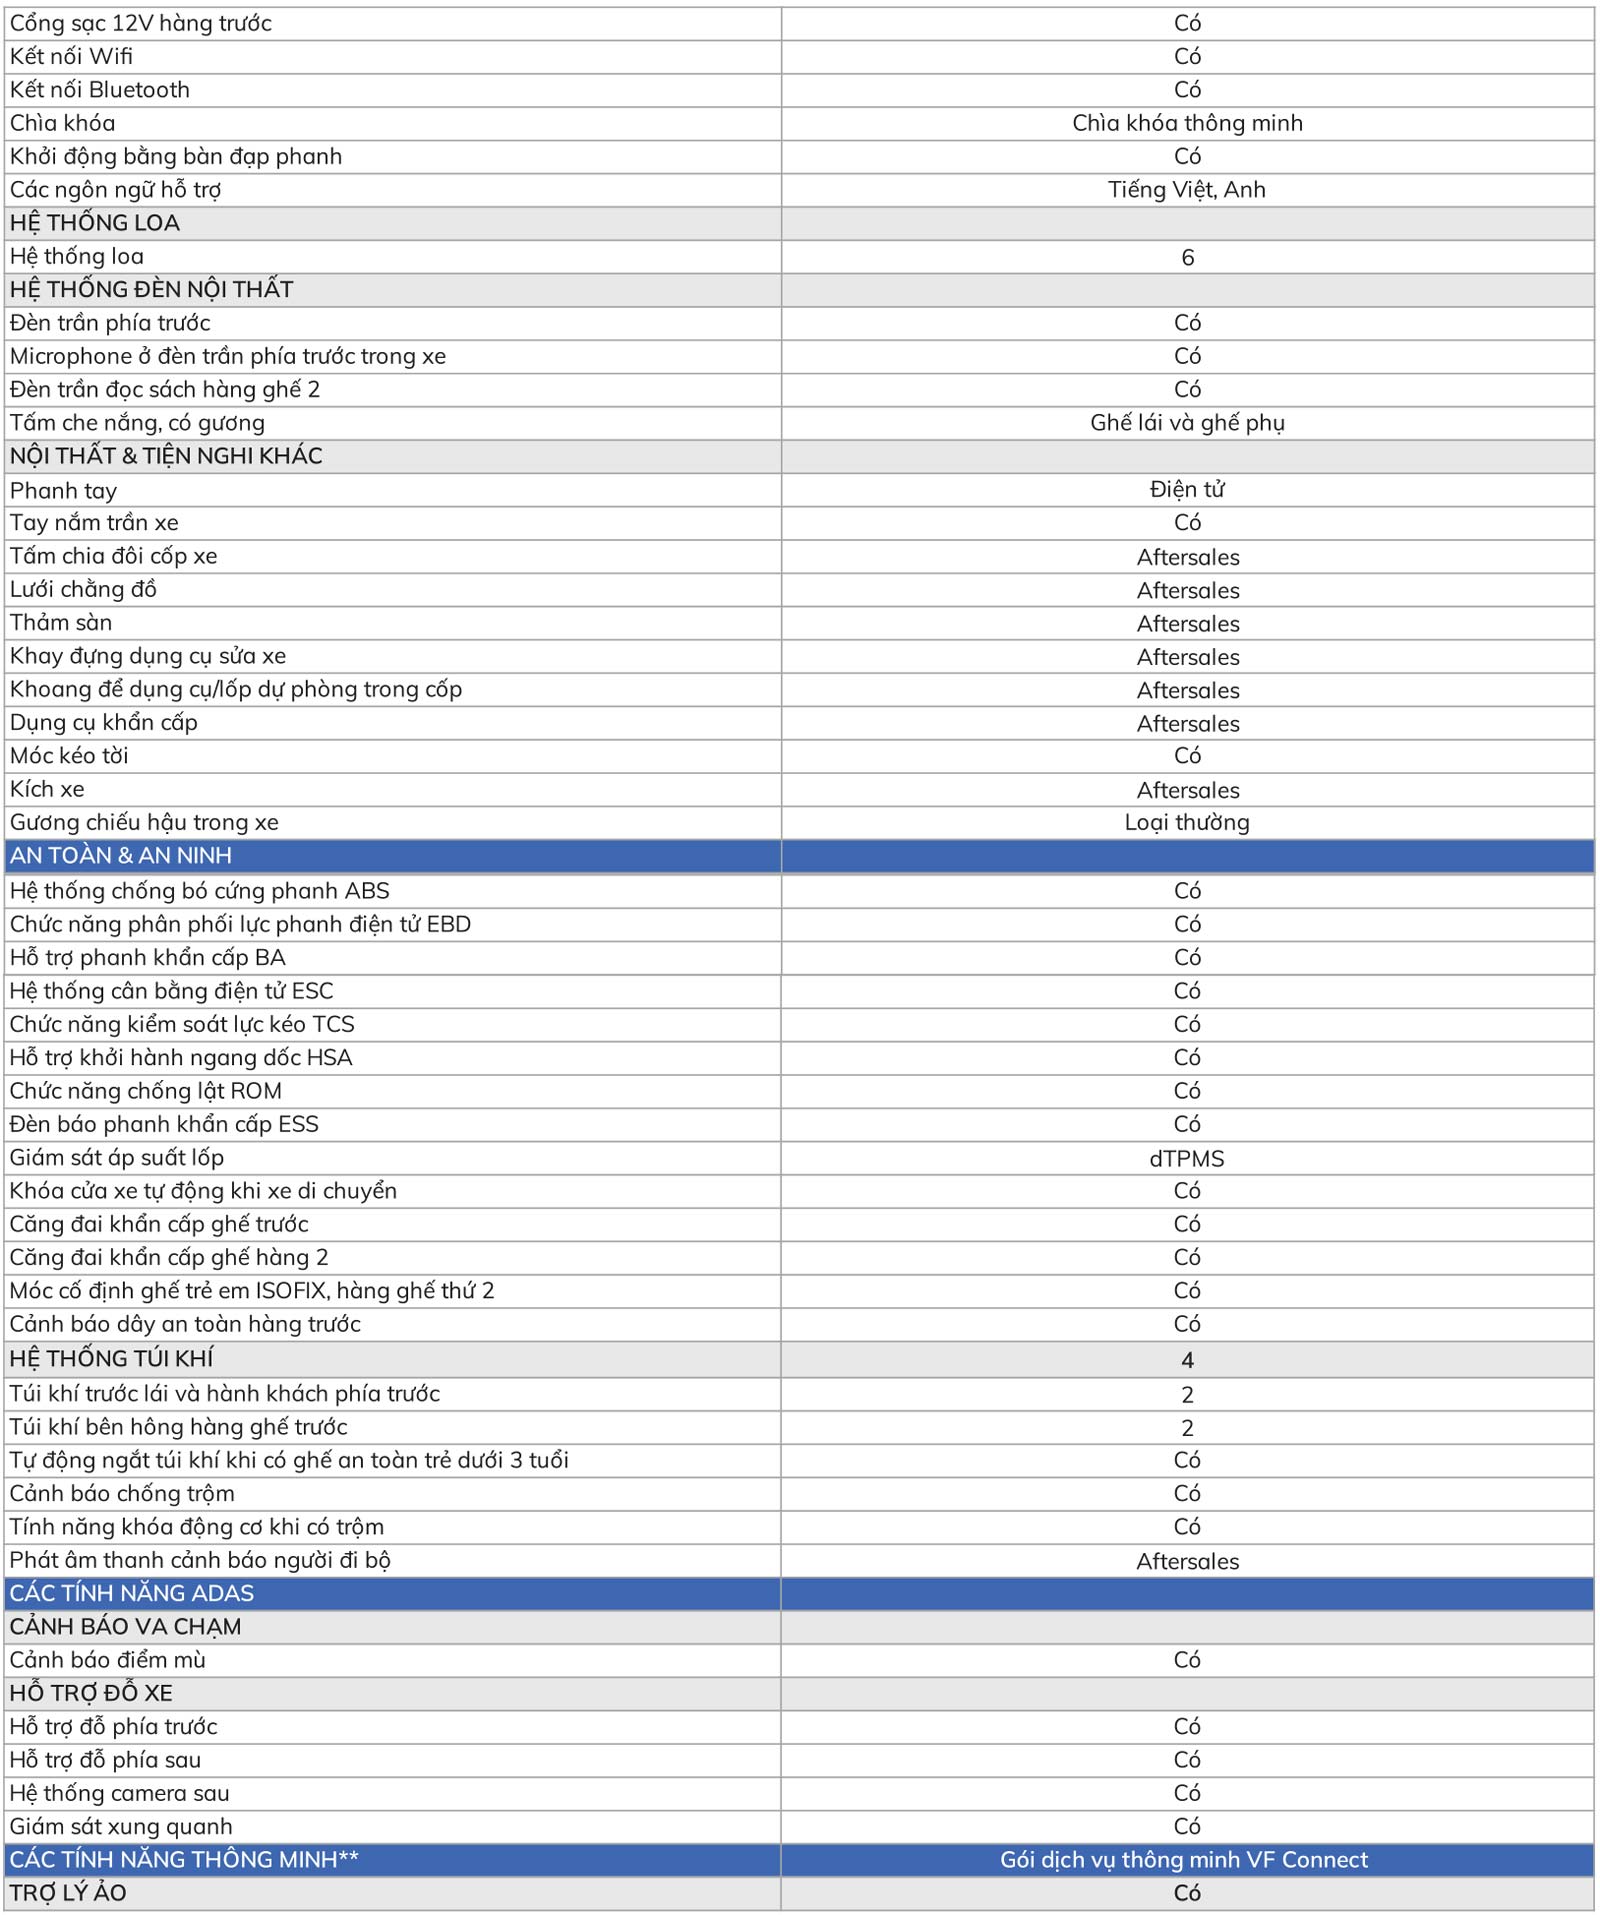 Cổng sạc 12V hàng trước Có
Kết nối Wifi Có
Kết nối Bluetooth Có
Chìa khóa Chìa khóa thông minh
Khởi động bằng bàn đạp phanh Có
Các ngôn ngữ hỗ trợ Tiếng Việt, Anh
HỆ THỐNG LOA
Hệ thống loa 6
HỆ THỐNG ĐÈN NỘI THẤT
Đèn trần phía trước Có
Microphone ở đèn trần phía trước trong xe Có
Đèn trần đọc sách hàng ghế 2 Có
Tấm che nắng, có gương Ghế lái và ghế phụ
NỘI THẤT & TIỆN NGHI KHÁC
Phanh tay Điện tử
Tay nắm trần xe Có
Tấm chia đôi cốp xe Aftersales
Lưới chằng đồ Aftersales
Thảm sàn Aftersales
Khay đựng dụng cụ sửa xe Aftersales
Khoang để dụng cụ/lốp dự phòng trong cốp Aftersales
Dụng cụ khẩn cấp Aftersales
Móc kéo tời Có
Kích xe Aftersales
Gương chiếu hậu trong xe Loại thường
AN TOÀN & AN NINH
Hệ thống chống bó cứng phanh ABS Có
Chức năng phân phối lực phanh điện tử EBD Có
Hỗ trợ phanh khẩn cấp BA Có
Hệ thống cân bằng điện tử ESC Có
Chức năng kiểm soát lực kéo TCS Có
Hỗ trợ khởi hành ngang dốc HSA Có
Chức năng chống lật ROM Có
Đèn báo phanh khẩn cấp ESS Có
Giám sát áp suất lốp dTPMS
Khóa cửa xe tự động khi xe di chuyển Có
Căng đai khẩn cấp ghế trước Có
Căng đai khẩn cấp ghế hàng 2 Có
Móc cố định ghế trẻ em ISOFIX, hàng ghế thứ 2 Có
Cảnh báo dây an toàn hàng trước Có
HỆ THỐNG TÚI KHÍ 4
Túi khí trước lái và hành khách phía trước 2
Túi khí bên hông hàng ghế trước 2
Tự động ngắt túi khí khi có ghế an toàn trẻ dưới 3 tuổi Có
Cảnh báo chống trộm Có
Tính năng khóa động cơ khi có trộm Có
Phát âm thanh cảnh báo người đi bộ Aftersales
CÁC TÍNH NĂNG ADAS
CẢNH BÁO VA CHẠM
Cảnh báo điểm mù Có
HỖ TRỢ ĐỖ XE
Hỗ trợ đỗ phía trước Có
Hỗ trợ đỗ phía sau Có
Hệ thống camera sau Có
Giám sát xung quanh Có
CÁC TÍNH NĂNG THÔNG MINH** Gói dịch vụ thông minh VF Connect
TRỢ LÝ ẢO Có